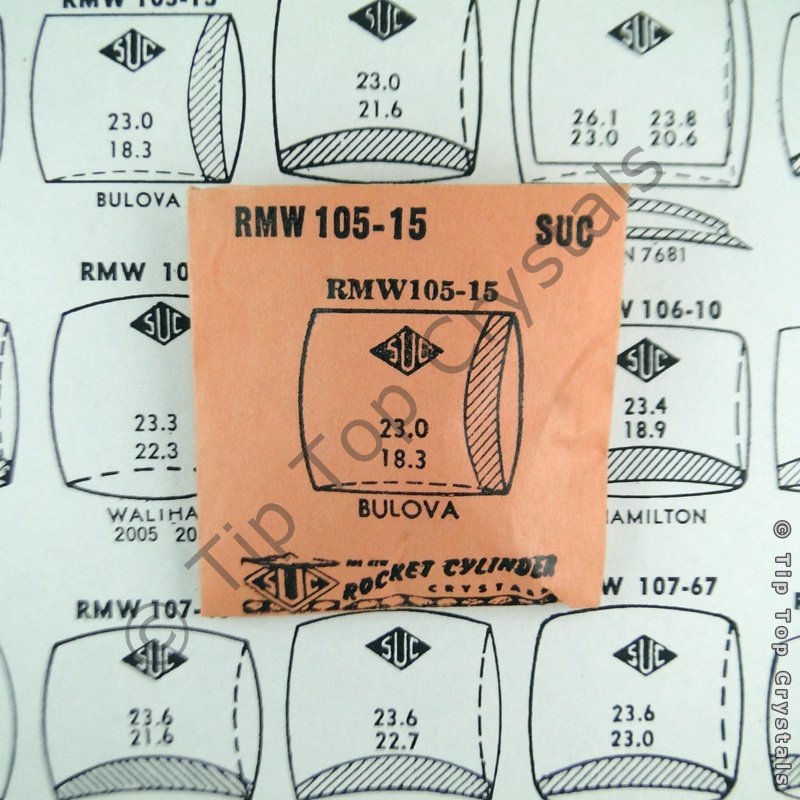 RMW 105-15
SUC
23.0
18.3
BULOVA
SUC
23.0
21.6
SUC
26.1 23.8
23.0 20.6
N 7681
RMW 105-15 SUC
RMW105-15
SUC
23.0
18.3
BULOVA
SUC
ROCKET CYLINDER
CRYSTALS
RMW 10
SUC
23.3
22.3
WALTHA
2005 20
W 106-10
SUC
23.4
18.9
HAMILTON
RMW 107-
SUC
23.6
21.6
SUC
23.6
22.7
W 107-67
SUC
23.6
23.0
© Tip Top Crystals
© Tip Top Crystals